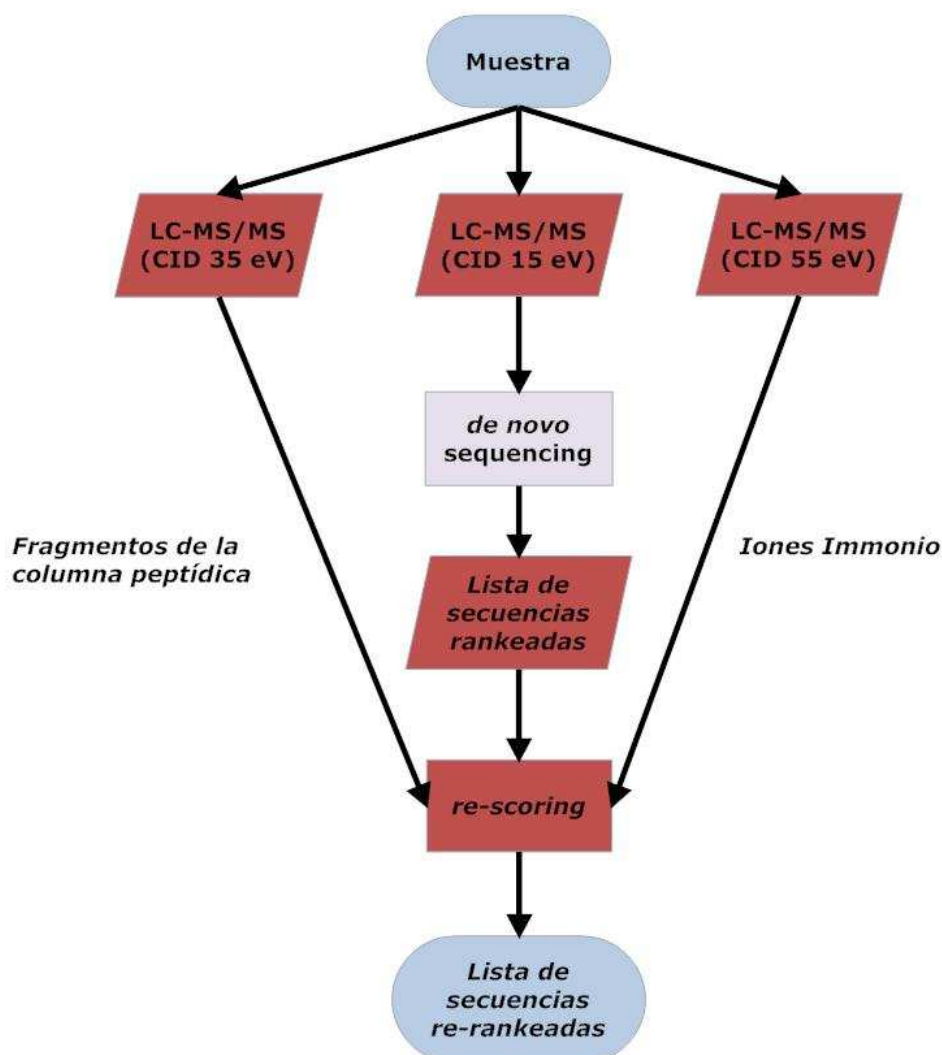 Muestra
LC-MS/MS
(CID 35 eV)
LC-MS/MS
(CID 15 eV)
LC-MS/MS
(CID 55 eV)
de novo
sequencing
Fragmentos de la
columna peptídica
Iones Immonio
Lista de
secuencias
rankeadas
re-scoring
Lista de
secuencias
re-rankeadas